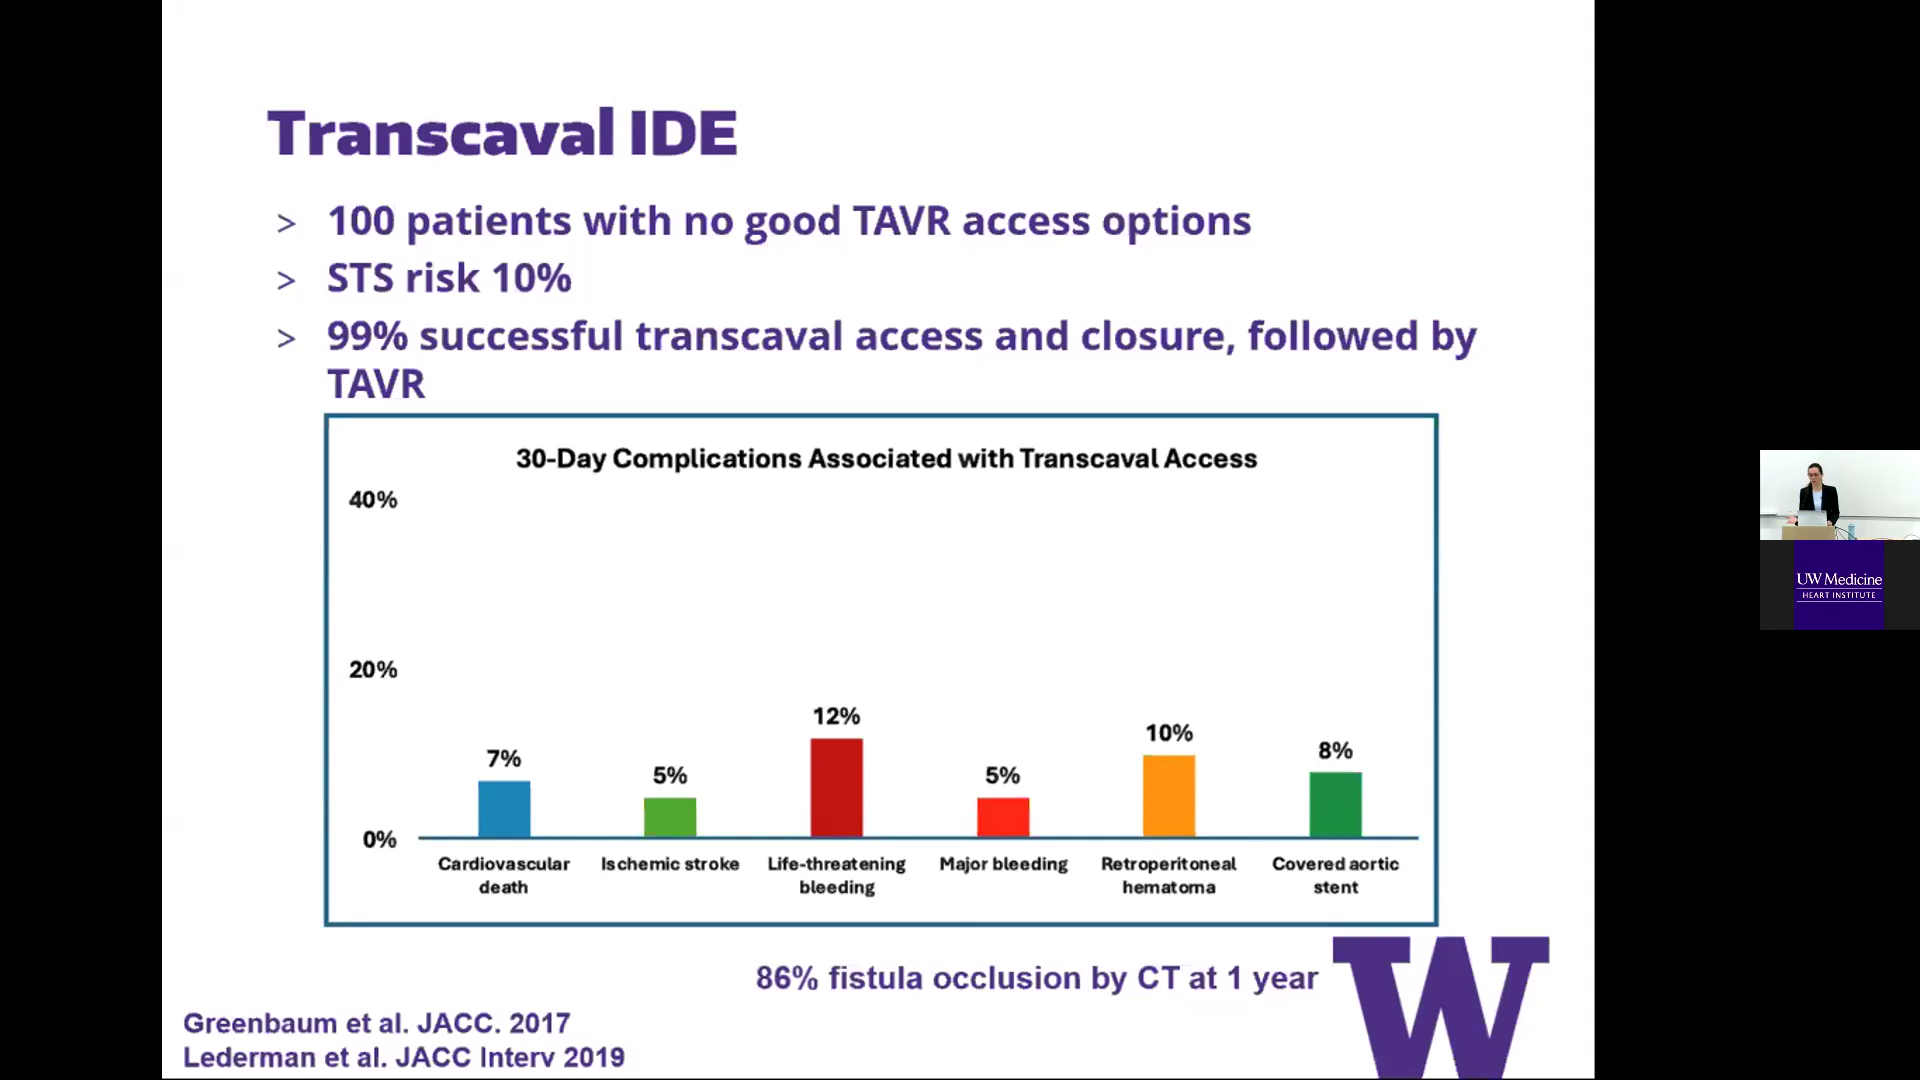 Transcaval IDE
> 100 patients with no good TAVR access options
> STS risk 10%
> 99% successful transcaval access and closure, followed by
TAVR
30-Day Complications Associated with Transcaval Access
40%
20%
0%
7%
5%
12%
5%
10%
8%
Cardiovascular
death
Ischemic stroke
Life-threatening
bleeding
Major bleeding
Retroperitoneal
hematoma
Covered aortic
stent
86% fistula occlusion by CT at 1 year
W
Greenbaum et al. JACC. 2017
Lederman et al. JACC Interv 2019
UW Medicine
HEART INSTITUTE